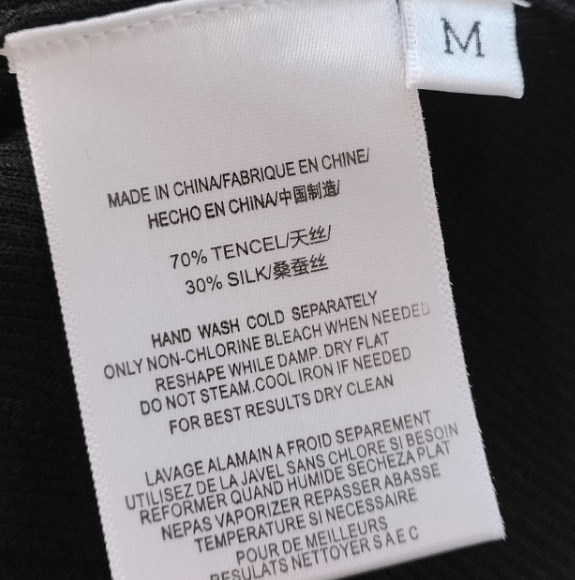 M
MADE IN CHINA/FABRIQUE EN CHINE/
HECHO EN CHINA/中国制造/
70% TENCEL/天丝/
30% SILK/桑蚕丝
HAND WASH COLD SEPARATELY
ONLY NON-CHLORINE BLEACH WHEN NEEDED
RESHAPE WHILE DAMP.DRY FLAT
DO NOT STEAM.COOL IRON IF NEEDED
FOR BEST RESULTS DRY CLEAN
LAVAGE ALAMAIN A FROID SEPAREMENT
UTILISEZ DE LA JAVEL SANS CHLORE SI BESOIN
REFORMER QUAND HUMIDE SECHEZA PLAT
NEPAS VAPORIZER REPASSER ABASSE
TEMPERATURE SI NECESSAIRE
POUR DE MEILLEURS
RESULATS NETTOYER S A E C